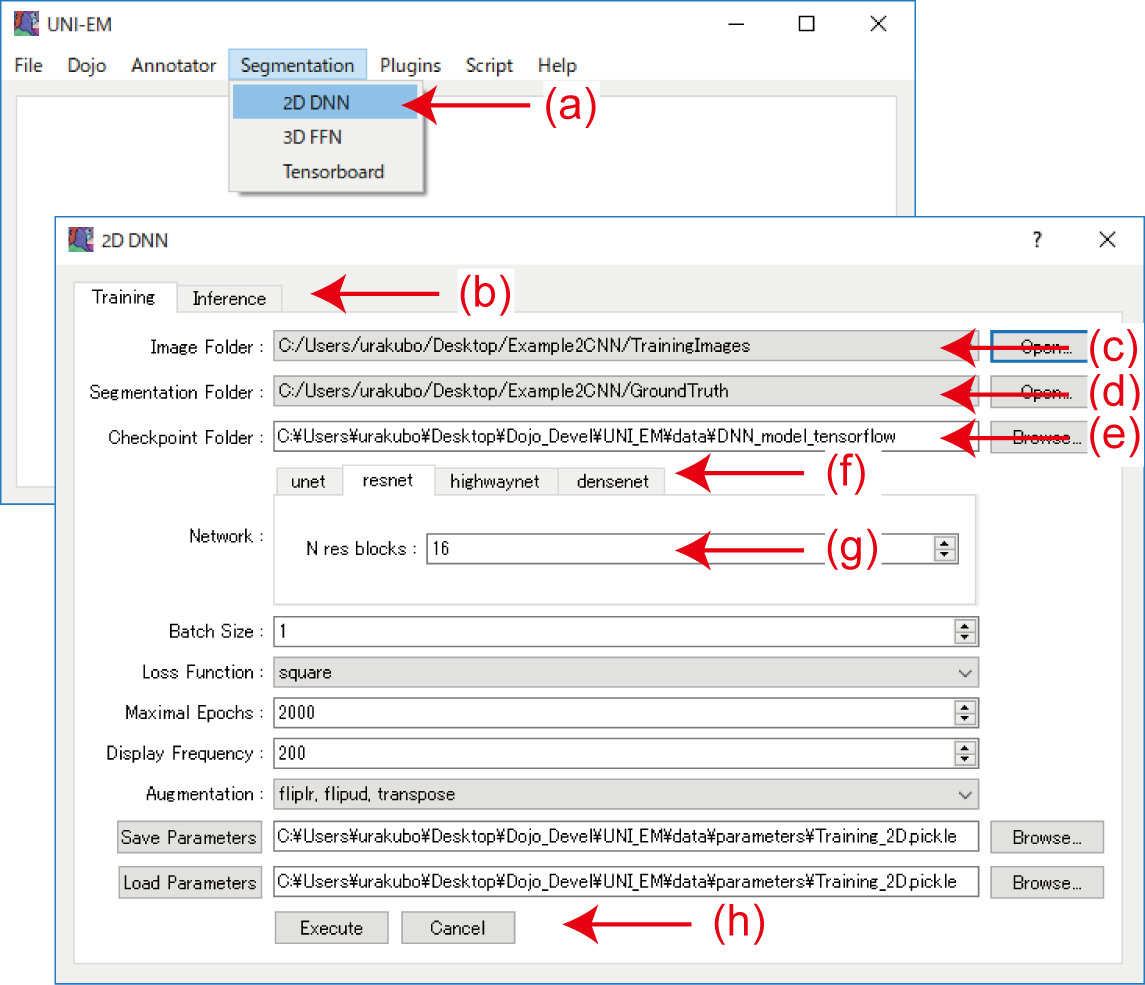 UNI-EM
File Dojo Annotator Segmentation Plugins Script Help
2D DNN (a)
3D FFN
Tensorboard
2D DNN ?
Training Inference (b)
Image Folder : C:/Users/urakubo/Desktop/Example2CNN/TrainingImages Open... (c)
Segmentation Folder : C:/Users/urakubo/Desktop/Example2CNN/GroundTruth Open... (d)
Checkpoint Folder : C:¥Users¥urakubo¥Desktop¥Dojo_Devel¥UNI_EM¥data¥DNN_model_tensorflow Browse... (e)
unet resnet highwaynet densenet (f)
Network :
N res blocks : 16 (g)
Batch Size : 1
Loss Function : square
Maximal Epochs : 2000
Display Frequency : 200
Augmentation : fliplr, flipud, transpose
Save Parameters C:¥Users¥urakubo¥Desktop¥Dojo_Devel¥UNI_EM¥data¥parameters¥Training_2D.pickle Browse...
Load Parameters C:¥Users¥urakubo¥Desktop¥Dojo_Devel¥UNI_EM¥data¥parameters¥Training_2D.pickle Browse...
Execute Cancel (h)